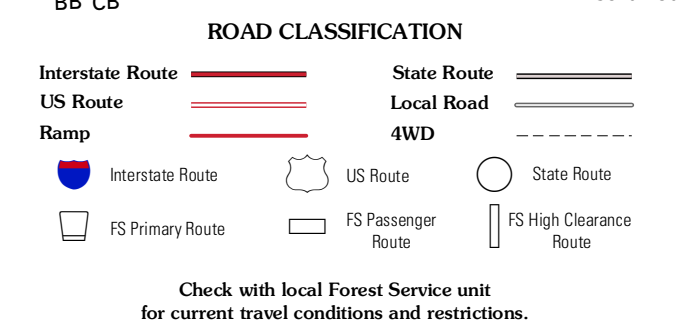 BB CB
ROAD CLASSIFICATION
Interstate Route
State Route
US Route
Local Road
Ramp
4WD
Interstate Route
US Route
State Route
FS Primary Route
FS Passenger
Route
FS High Clearance
Route
Check with local Forest Service unit
for current travel conditions and restrictions.